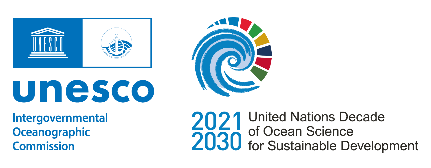 unesco
Intergovernmental
Oceanographic
Commission
2021
2030
United Nations Decade
of Ocean Science
for Sustainable Development